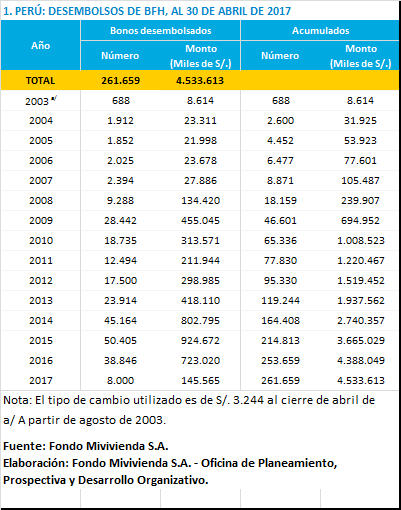 1. PERÚ: DESEMBOLSOS DE BFH, AL 30 DE ABRIL DE 2017
Año Bonos desembolsados Acumulados
Número Monto (Miles de S/.) Número Monto (Miles de S/.)
TOTAL 261.659 4.533.613
2003 a/ 688 8.614 688 8.614
2004 1.912 23.311 2.600 31.925
2005 1.852 21.998 4.452 53.923
2006 2.025 23.678 6.477 77.601
2007 2.394 27.886 8.871 105.487
2008 9.288 134.420 18.159 239.907
2009 28.442 455.045 46.601 694.952
2010 18.735 313.571 65.336 1.008.523
2011 12.494 211.944 77.830 1.220.467
2012 17.500 298.985 95.330 1.519.452
2013 23.914 418.110 119.244 1.937.562
2014 45.164 802.795 164.408 2.740.357
2015 50.405 924.672 214.813 3.665.029
2016 38.846 723.020 253.659 4.388.049
2017 8.000 145.565 261.659 4.533.613
Nota: El tipo de cambio utilizado es de S/. 3.244 al cierre de abril de
a/ A partir de agosto de 2003.
Fuente: Fondo Mivivienda S.A.
Elaboración: Fondo Mivivienda S.A. - Oficina de Planeamiento,
Prospectiva y Desarrollo Organizativo.